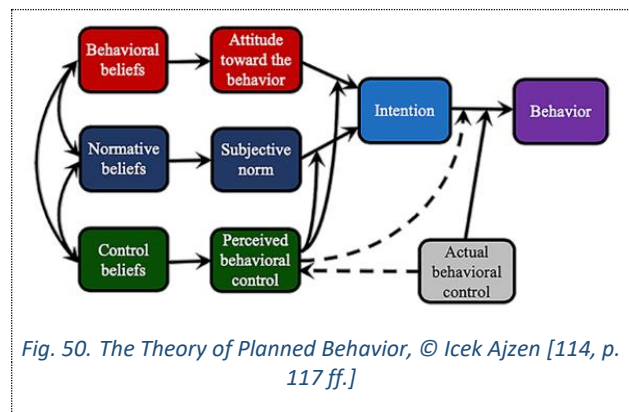 Behavioral
beliefs
Attitude
toward the
behavior
Intention
Behavior
Normative
beliefs
Subjective
norm
Control
beliefs
Perceived
behavioral
control
Actual
behavioral
control
Fig. 50. The Theory of Planned Behavior, © Icek Ajzen [114, p.
117 ff.]